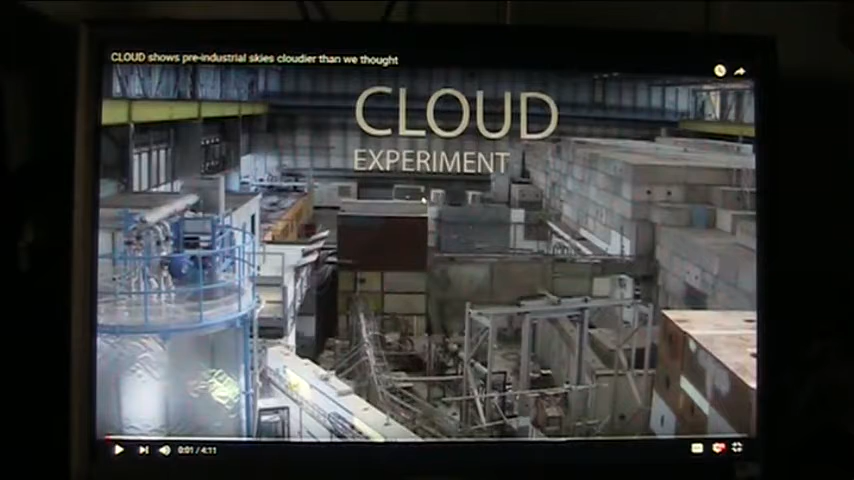 CLOUD shows pre-industrial skies cloudier than we thought
CLOUD
EXPERIMENT
0:01 / 4:11